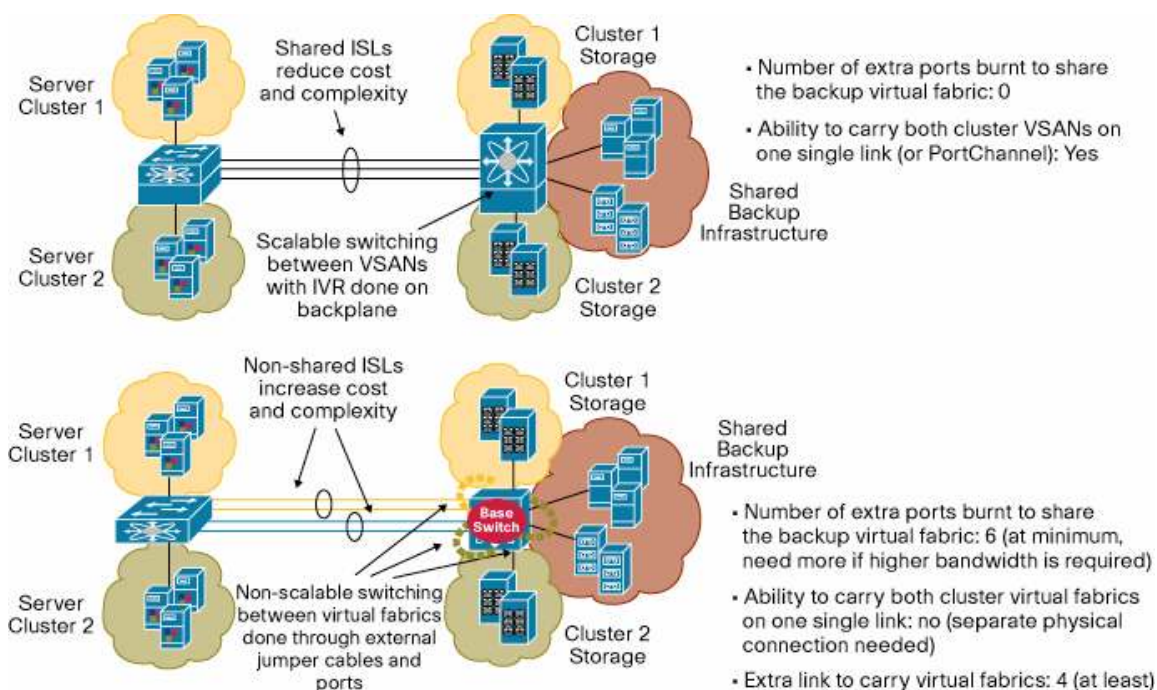 Server
Cluster 1
Shared ISLs
reduce cost
and complexity
Cluster 1
Storage
• Number of extra ports burnt to share
the backup virtual fabric: 0
• Ability to carry both cluster VSANs on
one single link (or PortChannel): Yes
Shared
Backup
Infrastructure
Server
Cluster 2
Scalable switching
between VSANs
with IVR done on
backplane
Cluster 2
Storage
Non-shared ISLs
increase cost
and complexity
Cluster 1
Storage
Server
Cluster 1
Shared
Backup
Infrastructure
Base
Switch
• Number of extra ports burnt to share
the backup virtual fabric: 6 (at minimum,
need more if higher bandwidth is required)
• Ability to carry both cluster virtual fabrics
on one single link: no (separate physical
connection needed)
• Extra link to carry virtual fabrics: 4 (at least)
Server
Cluster 2
Non-scalable switching
between virtual fabrics
done through external
jumper cables and
ports
Cluster 2
Storage